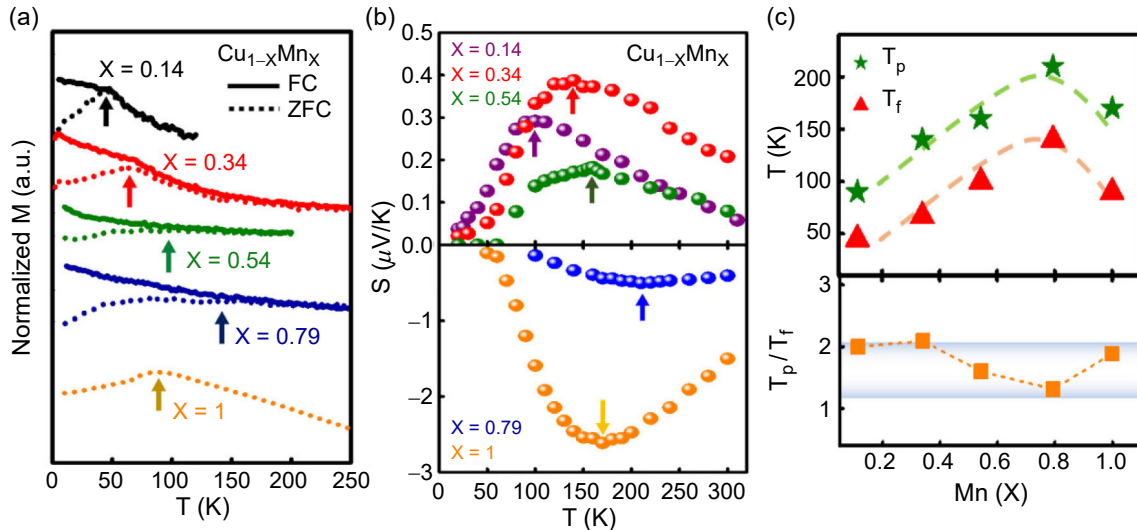 (a)
Cu1−XMnX
FC
ZFC
X = 0.14
X = 0.34
X = 0.54
X = 0.79
X = 1
Normalized M (a.u.)
0 50 100 150 200 250
T (K)
(b)
X = 0.14
X = 0.34
X = 0.54
Cu1−XMnX
0.4
0.3
0.2
0.1
0.0
−1
−2
−3
S (μV/K)
X = 0.79
X = 1
0 50 100 150 200 250 300
T (K)
(c)
Tp
Tf
200
150
100
50
T (K)
3
2
1
Tp / Tf
0.2 0.4 0.6 0.8 1.0
Mn (X)